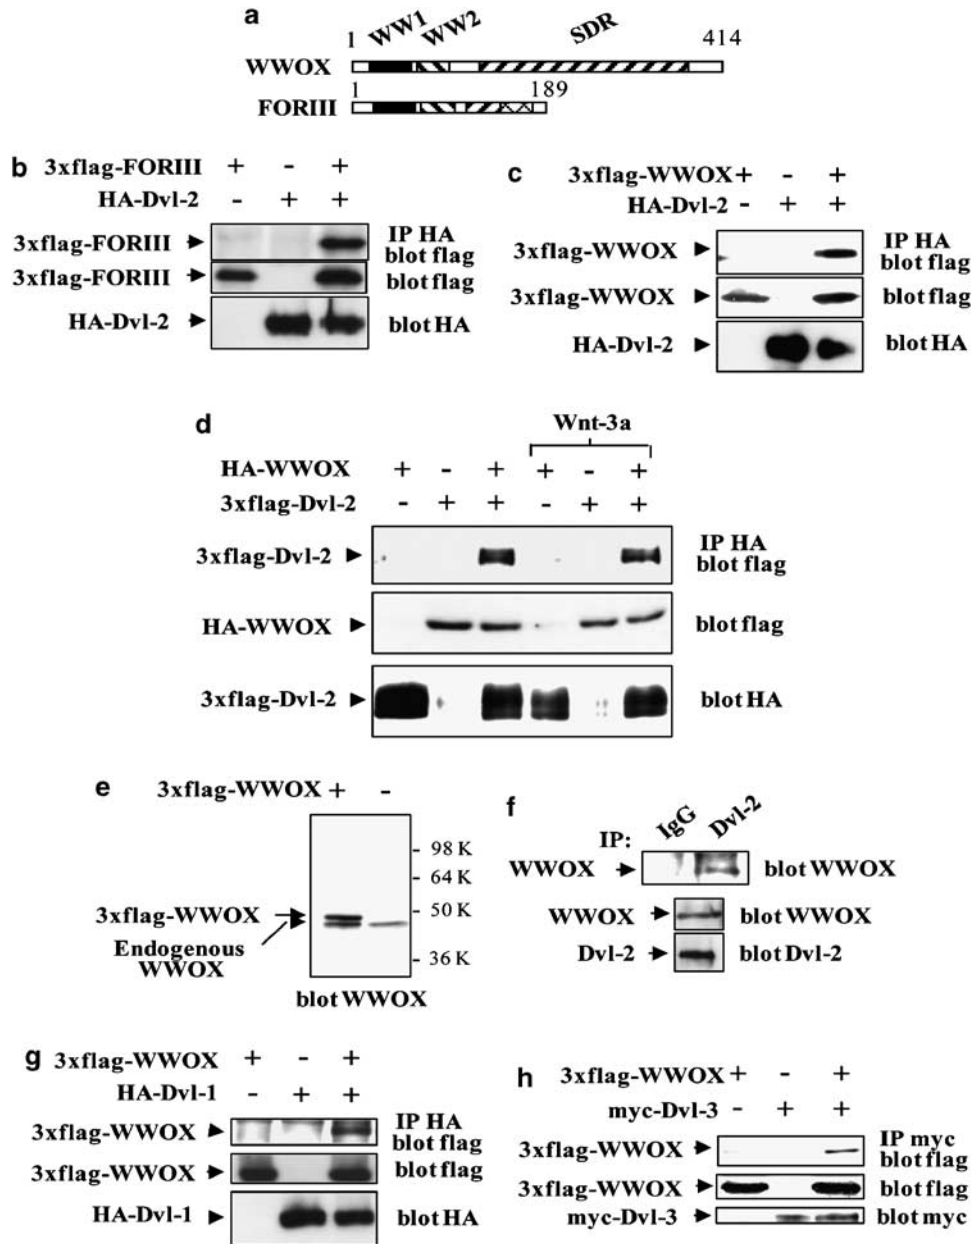 a
1 WW1 WW2 SDR 414
WWOX
1 189
FORIII
b
3xflag-FORIII + - +
HA-Dvl-2 - + +
3xflag-FORIII IP HA
blot flag
3xflag-FORIII blot flag
HA-Dvl-2 blot HA
c
3xflag-WWOX + - +
HA-Dvl-2 - + +
3xflag-WWOX IP HA
blot flag
3xflag-WWOX blot flag
HA-Dvl-2 blot HA
d
Wnt-3a
HA-WWOX + - + + - +
3xflag-Dvl-2 - + + - + +
3xflag-Dvl-2 IP HA
blot flag
HA-WWOX blot flag
3xflag-Dvl-2 blot HA
e
3xflag-WWOX + -
- 98 K
- 64 K
3xflag-WWOX - 50 K
Endogenous
WWOX - 36 K
blot WWOX
f
IP: IgG Dvl-2
WWOX blot WWOX
WWOX blot WWOX
Dvl-2 blot Dvl-2
g
3xflag-WWOX + - +
HA-Dvl-1 - + +
3xflag-WWOX IP HA
blot flag
3xflag-WWOX blot flag
HA-Dvl-1 blot HA
h
3xflag-WWOX + - +
myc-Dvl-3 - + +
3xflag-WWOX IP myc
blot flag
3xflag-WWOX blot flag
myc-Dvl-3 blot myc